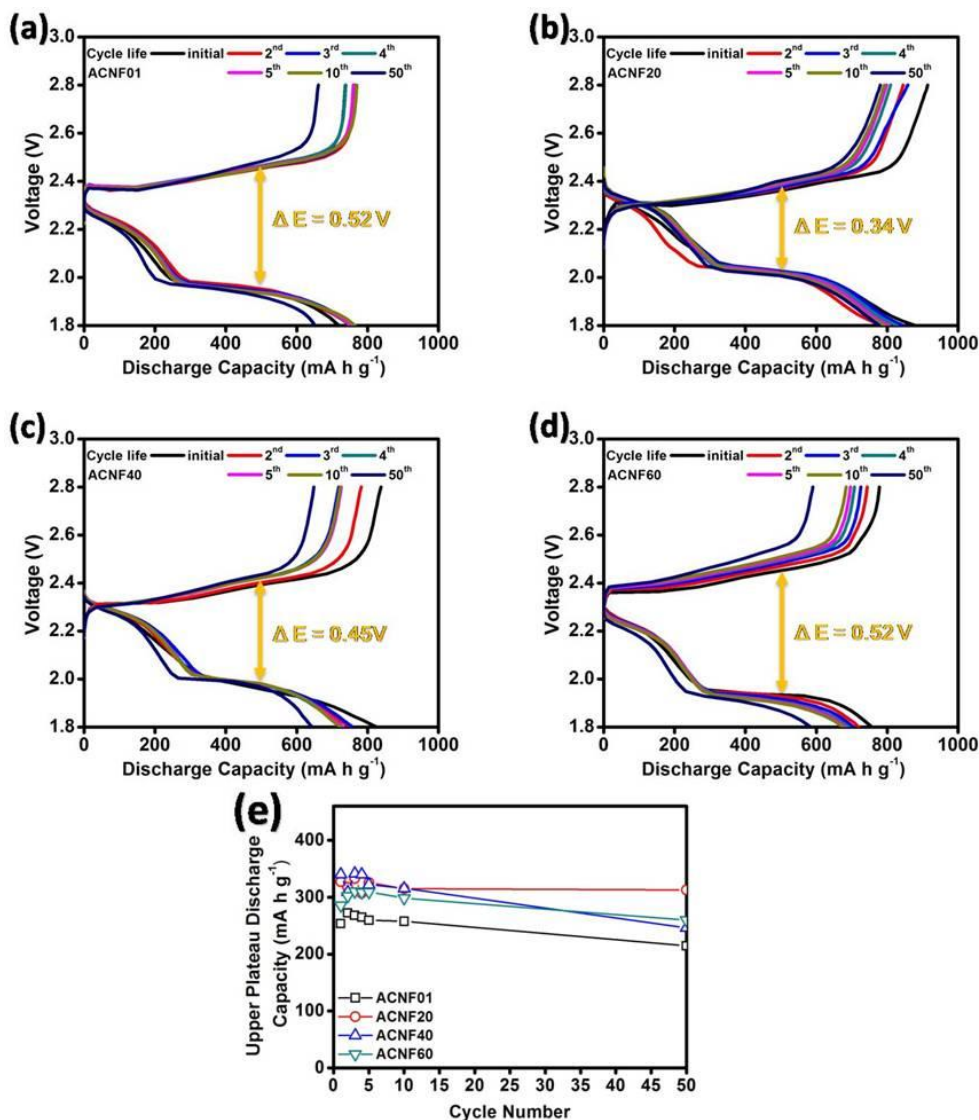 (a)
3.0
Cycle life initial 2nd 3rd 4th
ACNF01 5th 10th 50th
2.8
2.6
2.4
2.2
2.0
1.8
Voltage (V)
Δ E = 0.52 V
0 200 400 600 800 1000
Discharge Capacity (mA h g-1)
(b)
3.0
Cycle life initial 2nd 3rd 4th
ACNF20 5th 10th 50th
2.8
2.6
2.4
2.2
2.0
1.8
Voltage (V)
Δ E = 0.34 V
0 200 400 600 800 1000
Discharge Capacity (mA h g-1)
(c)
3.0
Cycle life initial 2nd 3rd 4th
ACNF40 5th 10th 50th
2.8
2.6
2.4
2.2
2.0
1.8
Voltage (V)
Δ E = 0.45 V
0 200 400 600 800 1000
Discharge Capacity (mA h g-1)
(d)
3.0
Cycle life initial 2nd 3rd 4th
ACNF60 5th 10th 50th
2.8
2.6
2.4
2.2
2.0
1.8
Voltage (V)
Δ E = 0.52 V
0 200 400 600 800 1000
Discharge Capacity (mA h g-1)
(e)
Upper Plateau Discharge
Capacity (mA h g-1)
400
300
200
100
0
ACNF01
ACNF20
ACNF40
ACNF60
0 5 10 15 20 25 30 35 40 45 50
Cycle Number